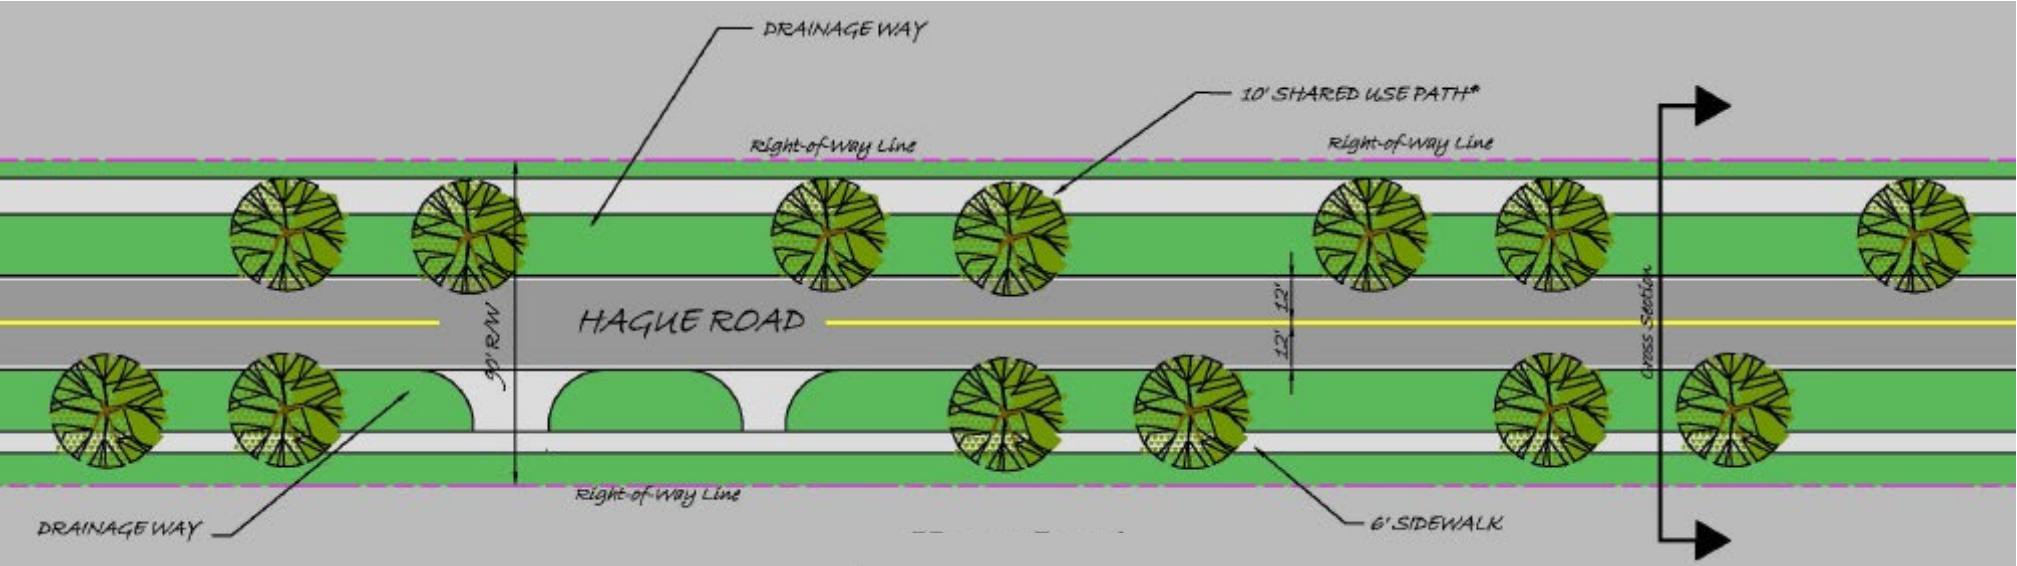 DRAINAGE WAY
10' SHARED USE PATH*
Right-of-Way Line
Right-of-Way Line
HAGUE ROAD
90' R/W
12'
12'
Cross Section
Right-of-Way Line
DRAINAGE WAY
6' SIDEWALK